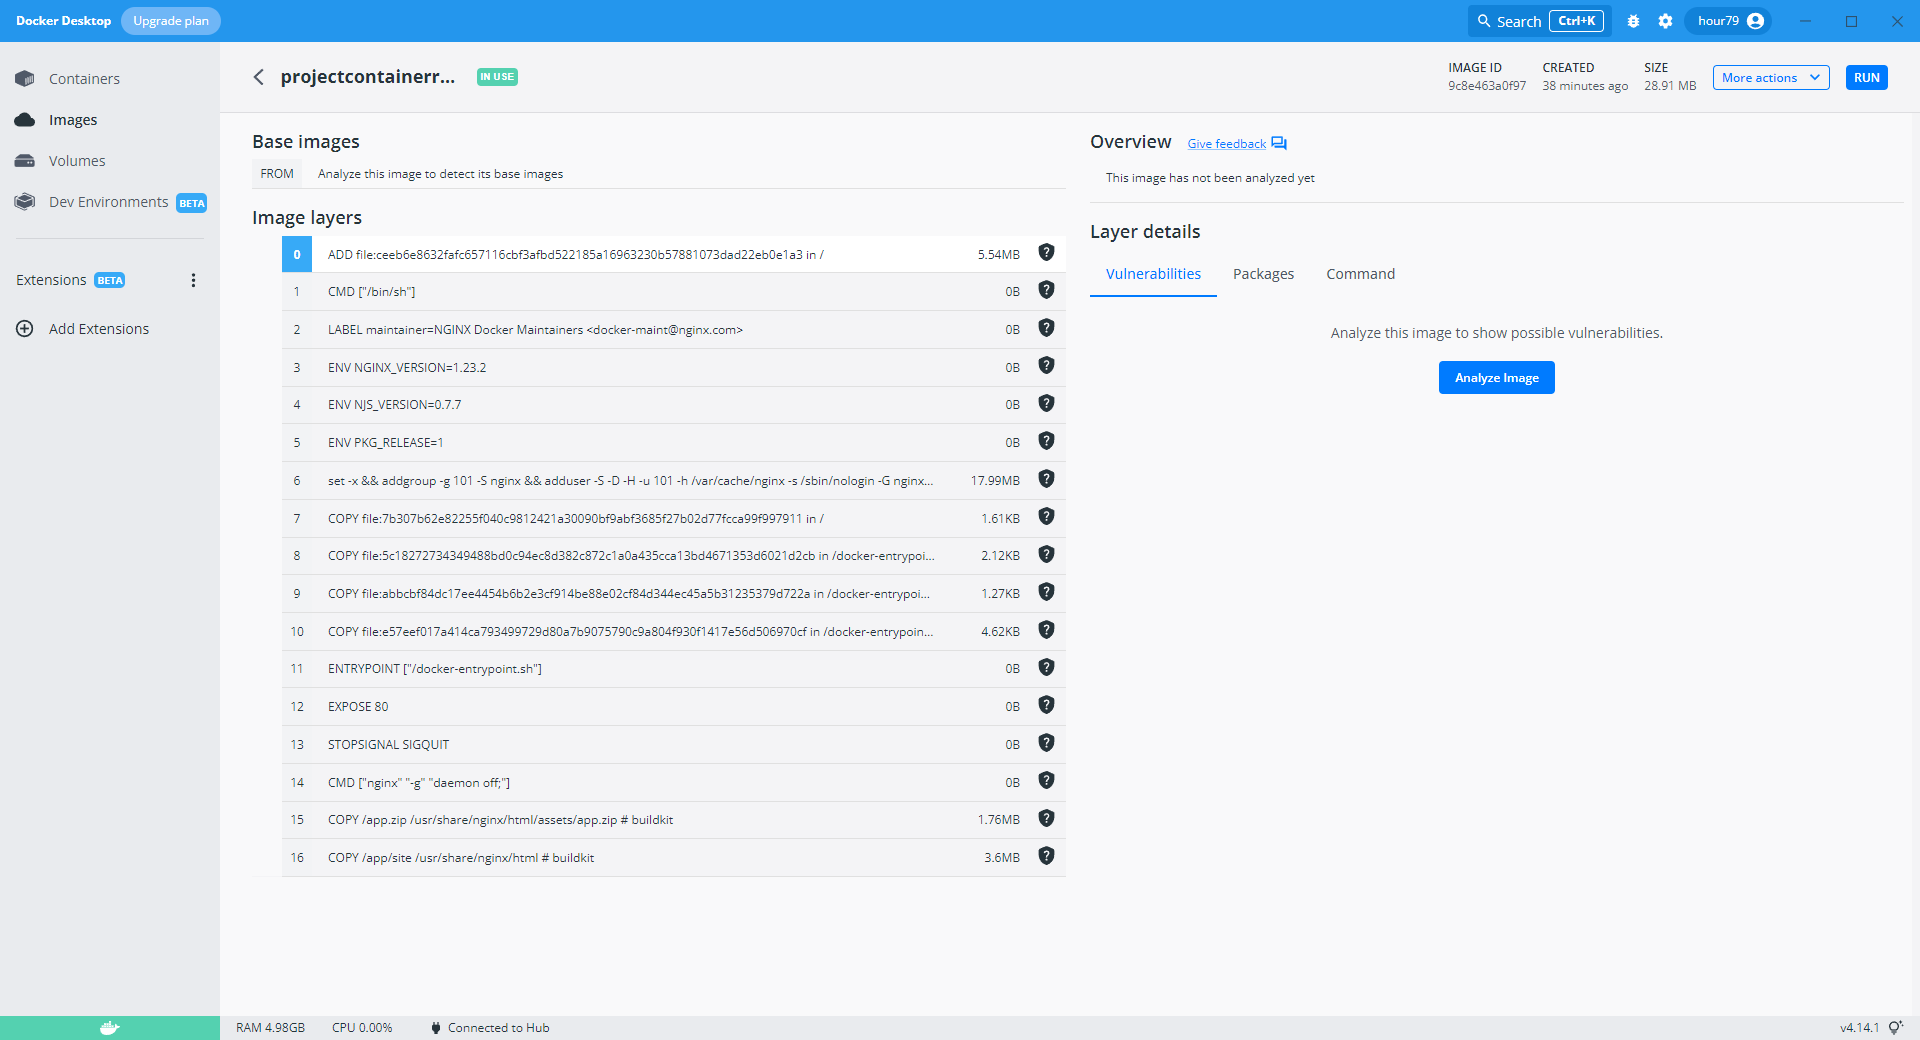 Docker Desktop
Upgrade plan
Search Ctrl+K
hour79
Containers
Images
Volumes
Dev Environments BETA
Extensions BETA
Add Extensions
projectcontainerr...
IN USE
IMAGE ID
9c8e463a0f97
CREATED
38 minutes ago
SIZE
28.91 MB
More actions
RUN
Base images
FROM Analyze this image to detect its base images
Image layers
0 ADD file:ceeb6e8632fafc657116cbf3afbd522185a16963230b57881073dad22eb0e1a3 in / 5.54MB
1 CMD ["/bin/sh"] 0B
2 LABEL maintainer=NGINX Docker Maintainers <docker-maint@nginx.com> 0B
3 ENV NGINX_VERSION=1.23.2 0B
4 ENV NJS_VERSION=0.7.7 0B
5 ENV PKG_RELEASE=1 0B
6 set -x && addgroup -g 101 -S nginx && adduser -S -D -H -u 101 -h /var/cache/nginx -s /sbin/nologin -G nginx... 17.99MB
7 COPY file:7b307b62e82255f040c9812421a30090bf9abf3685f27b02d77fcca99f997911 in / 1.61KB
8 COPY file:5c18272734349488bd0c94ec8d382c872c1a0a435cca13bd4671353d6021d2cb in /docker-entrypoi... 2.12KB
9 COPY file:abbcbf84dc17ee4454b6b2e3cf914be88e02cf84d344ec45a5b31235379d722a in /docker-entrypoi... 1.27KB
10 COPY file:e57eef017a414ca793499729d80a7b9075790c9a804f930f1417e56d506970cf in /docker-entrypoin... 4.62KB
11 ENTRYPOINT ["/docker-entrypoint.sh"] 0B
12 EXPOSE 80 0B
13 STOPSIGNAL SIGQUIT 0B
14 CMD ["nginx" "-g" "daemon off;"] 0B
15 COPY /app.zip /usr/share/nginx/html/assets/app.zip # buildkit 1.76MB
16 COPY /app/site /usr/share/nginx/html # buildkit 3.6MB
Overview Give feedback
This image has not been analyzed yet
Layer details
Vulnerabilities Packages Command
Analyze this image to show possible vulnerabilities.
Analyze Image
RAM 4.98GB CPU 0.00% Connected to Hub v4.14.1